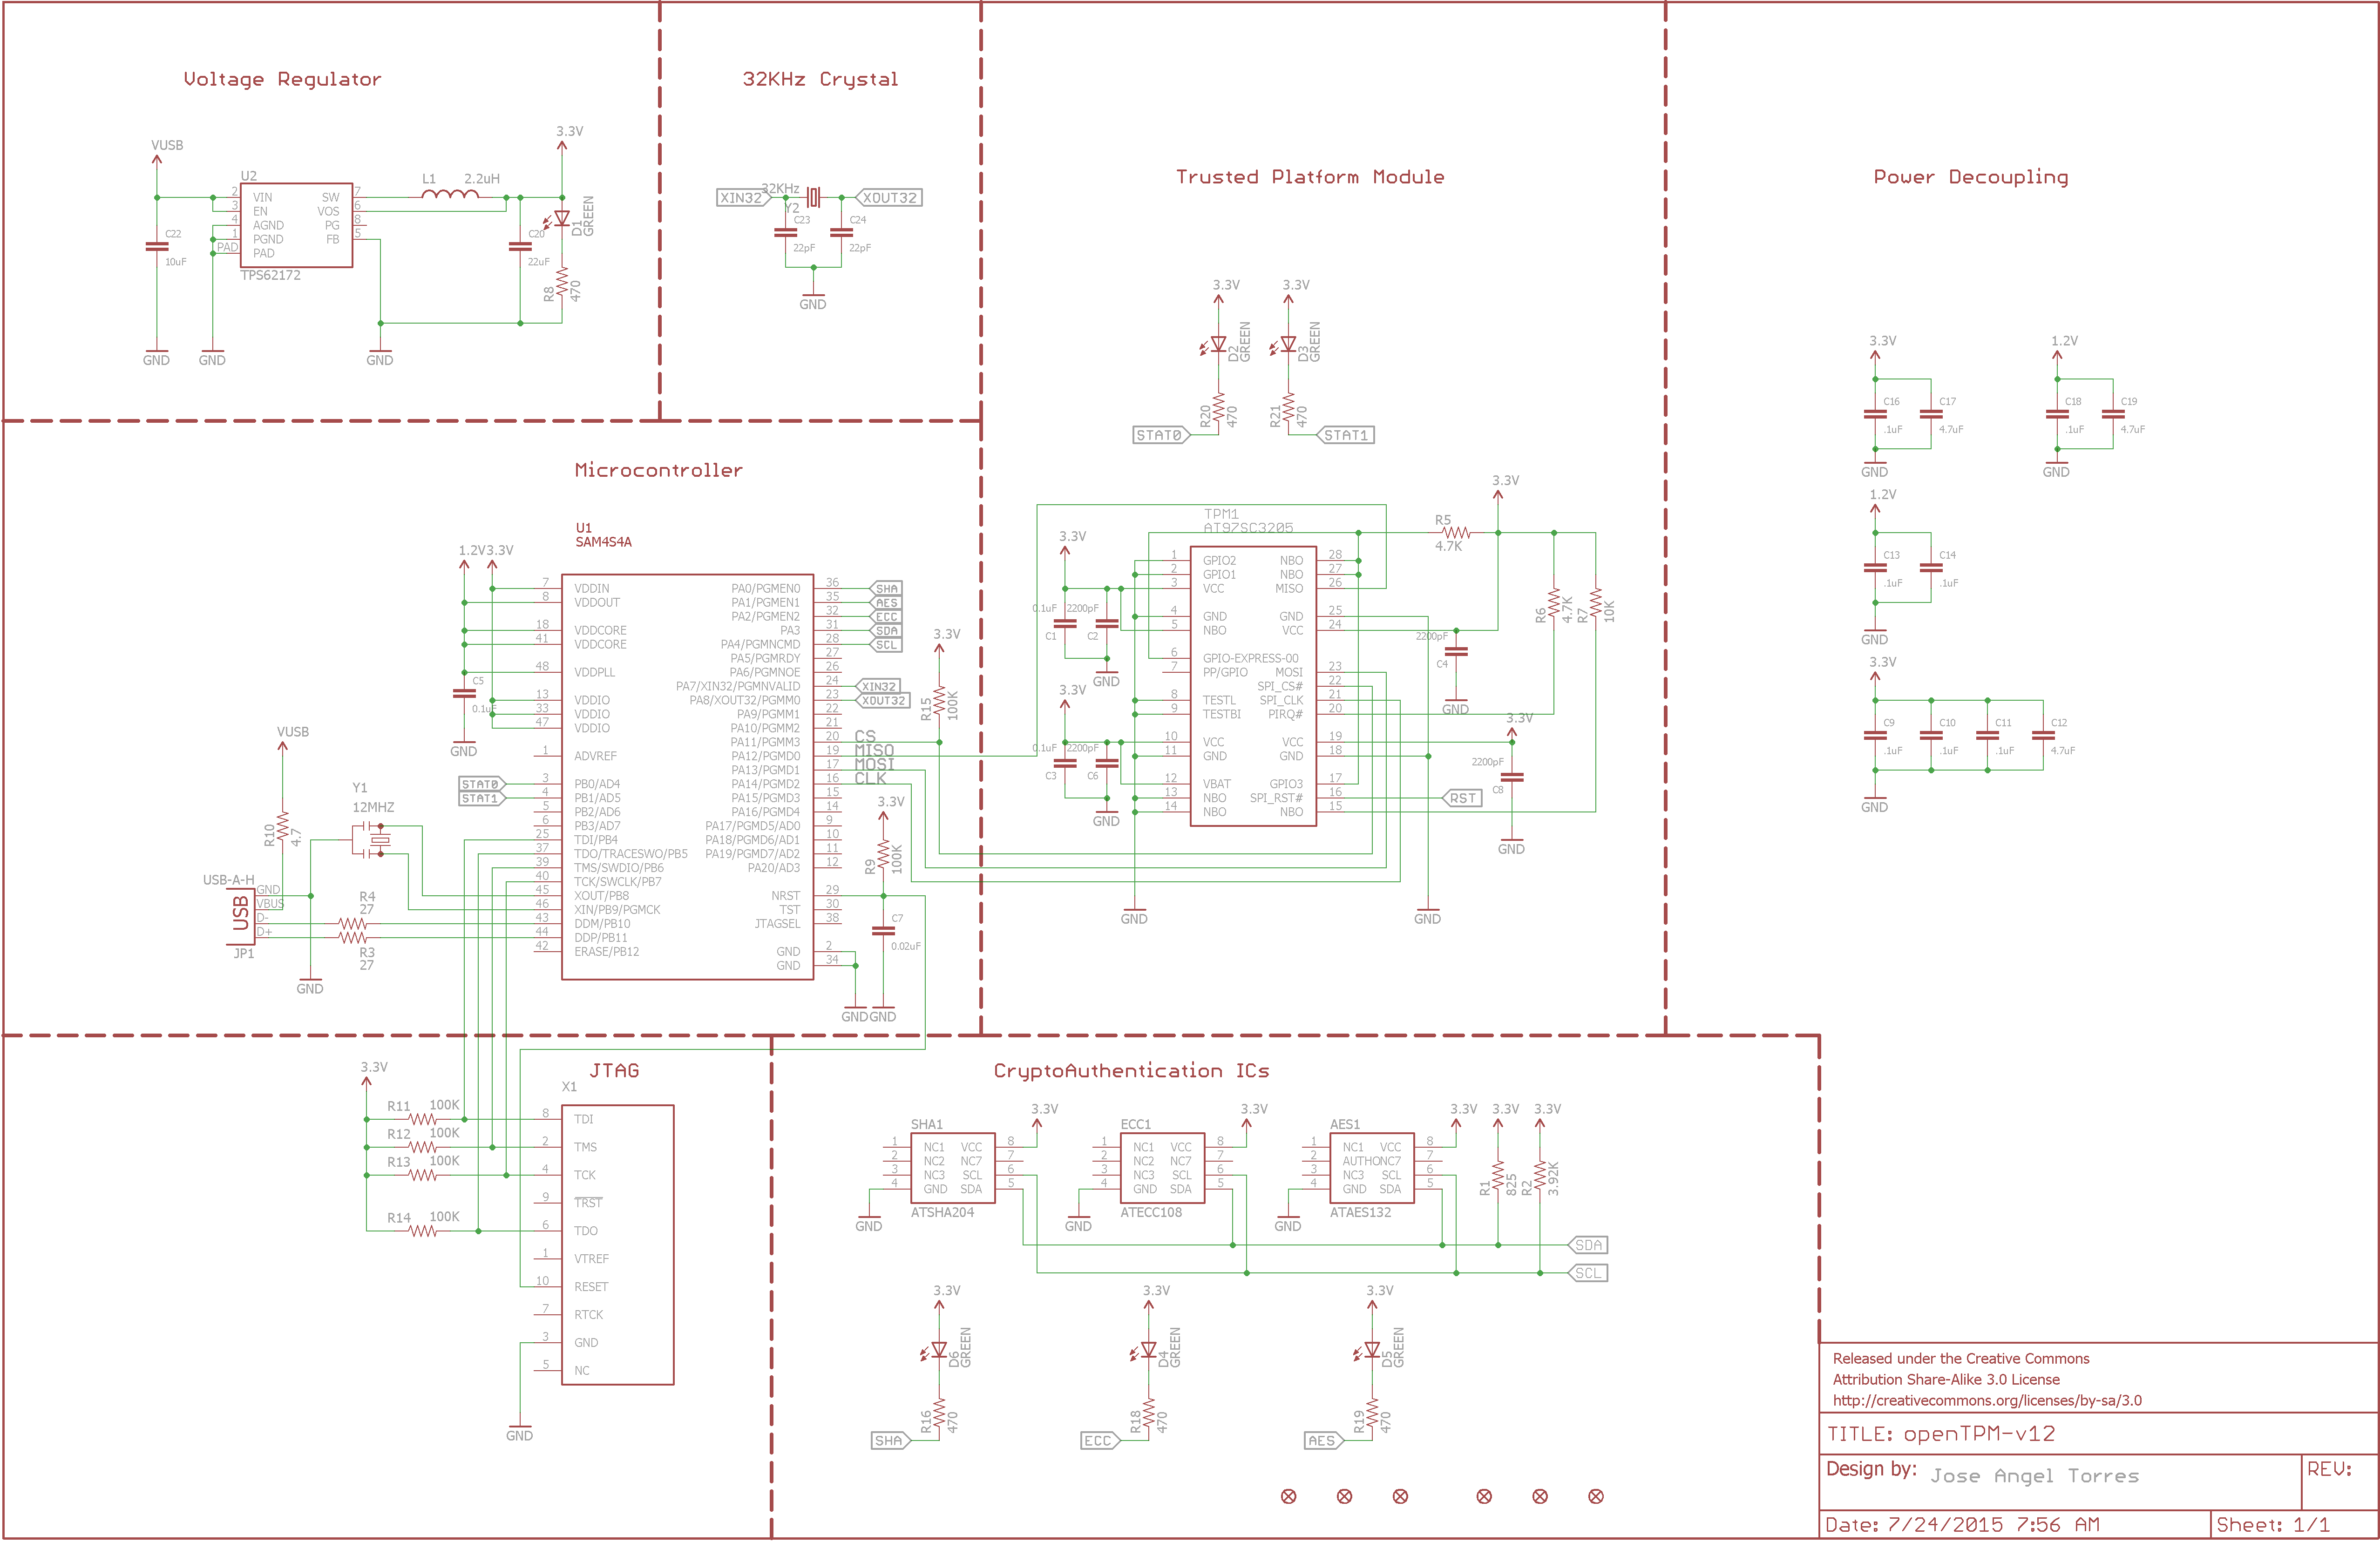 Voltage Regulator
VUSB
3.3V
U2
L1 2.2uH
2 VIN SW 7
3 EN VOS 6
4 AGND PG 8
1 PGND FB 5
PAD PAD
TPS62172
C22
10uF
C20
22uF
D1
GREEN
R8
470
GND
GND
GND
32KHz Crystal
XIN32
32KHz
Y2
XOUT32
C23
22pF
C24
22pF
GND
Trusted Platform Module
3.3V
3.3V
D2
GREEN
D3
GREEN
R20
470
R21
470
STAT0
STAT1
TPM1
AT97SC3205
3.3V
R5
4.7K
3.3V
1 GPIO2 NBO 28
2 GPIO1 NBO 27
3 VCC MISO 26
4 GND GND 25
5 NBO VCC 24
6 GPIO-EXPRESS-00
7 PP/GPIO MOSI 23
SPI_CS# 22
8 TESTL SPI_CLK 21
9 TESTBI PIRQ# 20
10 VCC VCC 19
11 GND GND 18
12 VBAT GPIO3 17
13 NBO SPI_RST# 16
14 NBO NBO 15
0.1uF 2200pF
C1 C2
GND
3.3V
0.1uF 2200pF
C3 C6
GND
2200pF
C4
GND
3.3V
2200pF
C8
GND
R6
4.7K
R7
10K
RST
GND
GND
Power Decoupling
3.3V
C16
.1uF
C17
4.7uF
GND
1.2V
C18
.1uF
C19
4.7uF
GND
1.2V
C13
.1uF
C14
.1uF
GND
3.3V
C9
.1uF
C10
.1uF
C11
.1uF
C12
4.7uF
GND
Microcontroller
U1
SAM4S4A
1.2V 3.3V
7 VDDIN PA0/PGMEN0 36 SHA
8 VDDOUT PA1/PGMEN1 35 AES
PA2/PGMEN2 32 ECC
18 VDDCORE PA3 31 SDA
41 VDDCORE PA4/PGMNCMD 28 SCL
PA5/PGMRDY 27
48 VDDPLL PA6/PGMNOE 26
PA7/XIN32/PGMNVALID 24 XIN32
13 VDDIO PA8/XOUT32/PGMM0 23 XOUT32
33 VDDIO PA9/PGMM1 22
47 VDDIO PA10/PGMM2 21
PA11/PGMM3 20 CS
1 ADVREF PA12/PGMD0 19 MISO
PA13/PGMD1 17 MOSI
STAT0 3 PB0/AD4 PA14/PGMD2 16 CLK
STAT1 4 PB1/AD5 PA15/PGMD3 15
5 PB2/AD6 PA16/PGMD4 14
6 PB3/AD7 PA17/PGMD5/AD0 9
25 TDI/PB4 PA18/PGMD6/AD1 10
37 TDO/TRACESWO/PB5 PA19/PGMD7/AD2 11
39 TMS/SWDIO/PB6 PA20/AD3 12
40 TCK/SWCLK/PB7
45 XOUT/PB8 NRST 29
46 XIN/PB9/PGMCK TST 30
43 DDM/PB10 JTAGSEL 38
44 DDP/PB11
42 ERASE/PB12 GND 2
GND 34
C5
0.1uF
GND
3.3V
R15
100K
3.3V
R9
100K
C7
0.02uF
GND GND
VUSB
R10
4.7
Y1
12MHZ
USB-A-H
USB
GND
VBUS
D-
D+
JP1
R4
27
R3
27
GND
JTAG
X1
3.3V
R11 100K
R12 100K
R13 100K
R14 100K
8 TDI
2 TMS
4 TCK
9 TRST
6 TDO
1 VTREF
10 RESET
7 RTCK
3 GND
5 NC
GND
CryptoAuthentication ICs
SHA1
3.3V
1 NC1 VCC 8
2 NC2 NC7 7
3 NC3 SCL 6
4 GND SDA 5
ATSHA204
GND
ECC1
3.3V
1 NC1 VCC 8
2 NC2 NC7 7
3 NC3 SCL 6
4 GND SDA 5
ATECC108
GND
AES1
3.3V
1 NC1 VCC 8
2 AUTHO NC7 7
3 NC3 SCL 6
4 GND SDA 5
ATAES132
GND
3.3V
3.3V
R1
825
R2
3.92K
SDA
SCL
3.3V
D6
GREEN
R16
470
SHA
3.3V
D4
GREEN
R18
470
ECC
3.3V
D5
GREEN
R19
470
AES
Released under the Creative Commons
Attribution Share-Alike 3.0 License
http://creativecommons.org/licenses/by-sa/3.0
TITLE: openTPM-v12
Design by: Jose Angel Torres
REV:
Date: 7/24/2015 7:56 AM
Sheet: 1/1